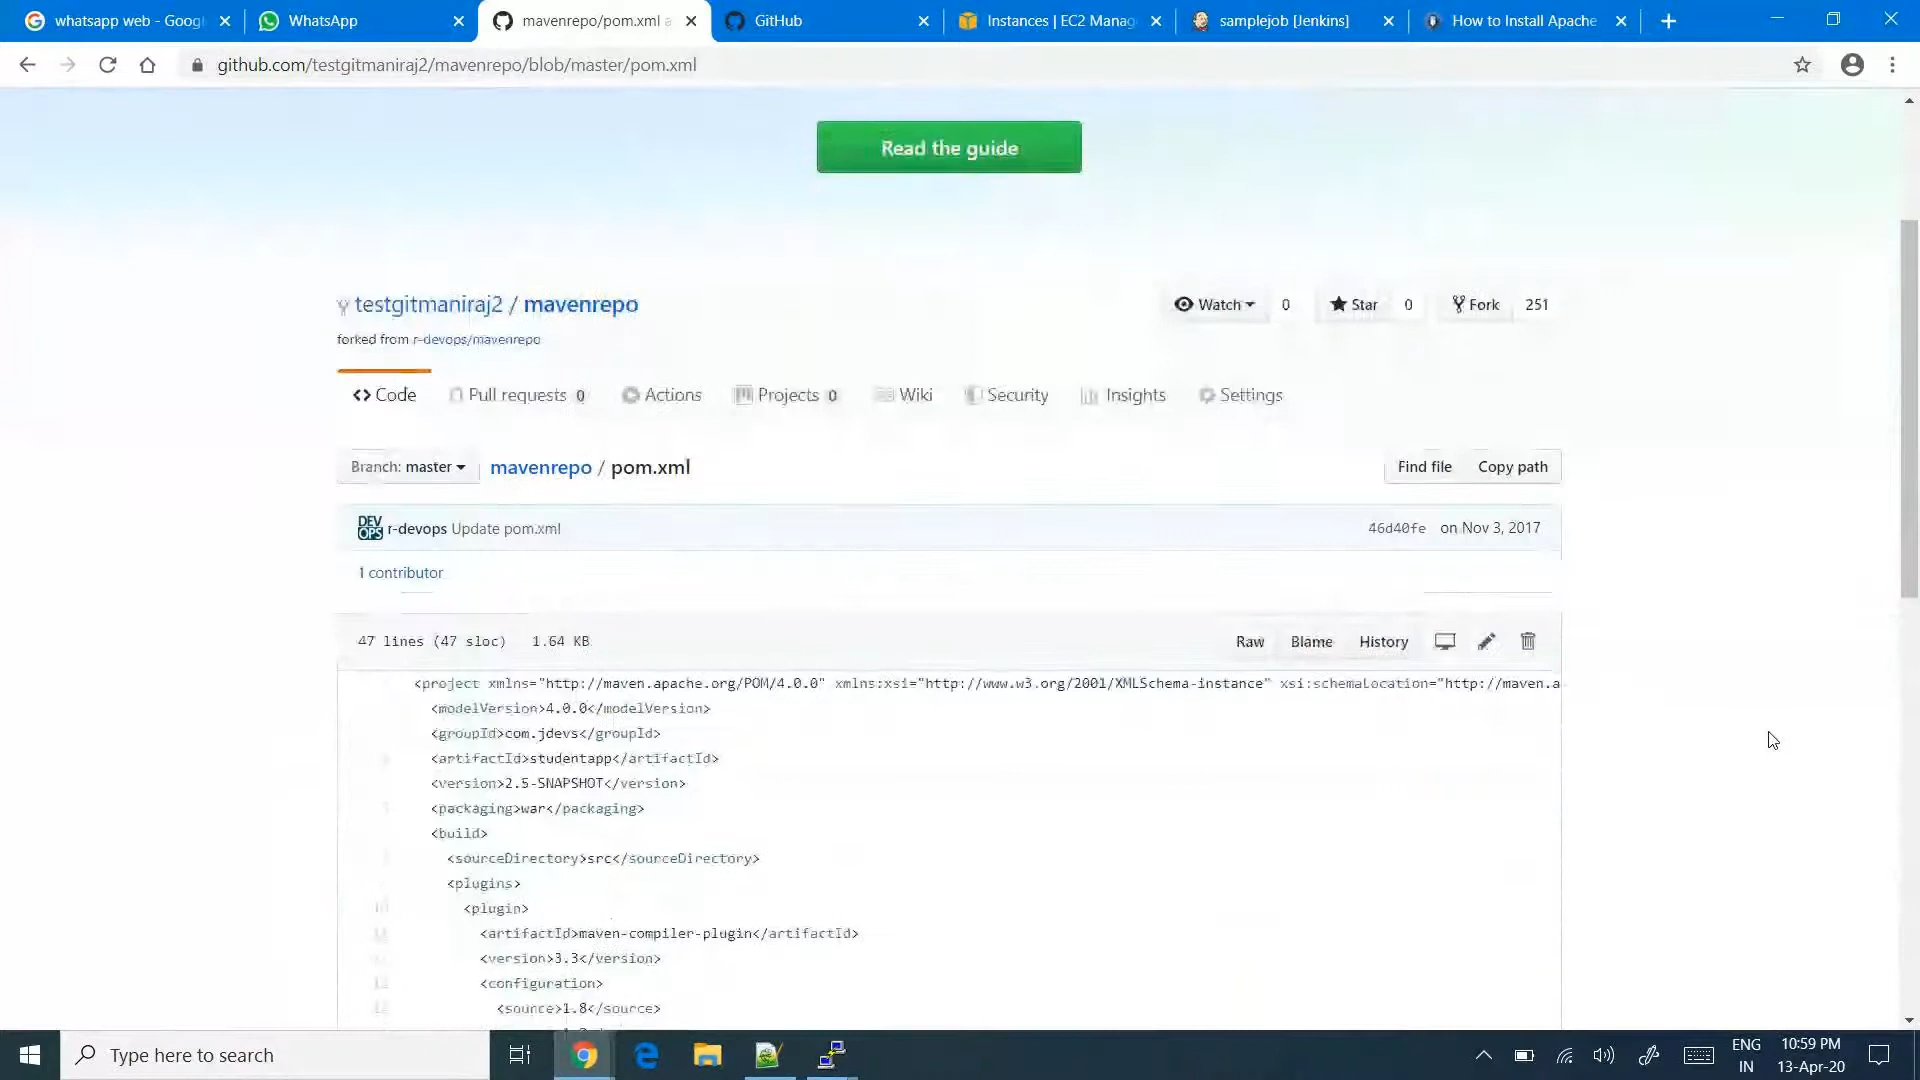 whatsapp web - Goog
WhatsApp
mavenrepo/pom.xml a
GitHub
Instances | EC2 Manag
samplejob [Jenkins]
How to Install Apache
github.com/testgitmaniraj2/mavenrepo/blob/master/pom.xml
Read the guide
testgitmaniraj2 / mavenrepo
Watch 0 Star 0 Fork 251
forked from r-devops/mavenrepo
Code Pull requests 0 Actions Projects 0 Wiki Security Insights Settings
Branch: master mavenrepo / pom.xml Find file Copy path
DEV OPS r-devops Update pom.xml 46d40fe on Nov 3, 2017
1 contributor
47 lines (47 sloc) 1.64 KB Raw Blame History
<project xmlns="http://maven.apache.org/POM/4.0.0" xmlns:xsi="http://www.w3.org/2001/XMLSchema-instance" xsi:schemaLocation="http://maven.a
<modelVersion>4.0.0</modelVersion>
<groupId>com.jdevs</groupId>
<artifactId>studentapp</artifactId>
<version>2.5-SNAPSHOT</version>
<packaging>war</packaging>
<build>
<sourceDirectory>src</sourceDirectory>
<plugins>
<plugin>
<artifactId>maven-compiler-plugin</artifactId>
<version>3.3</version>
<configuration>
<source>1.8</source>
Type here to search
ENG
IN
10:59 PM
13-Apr-20